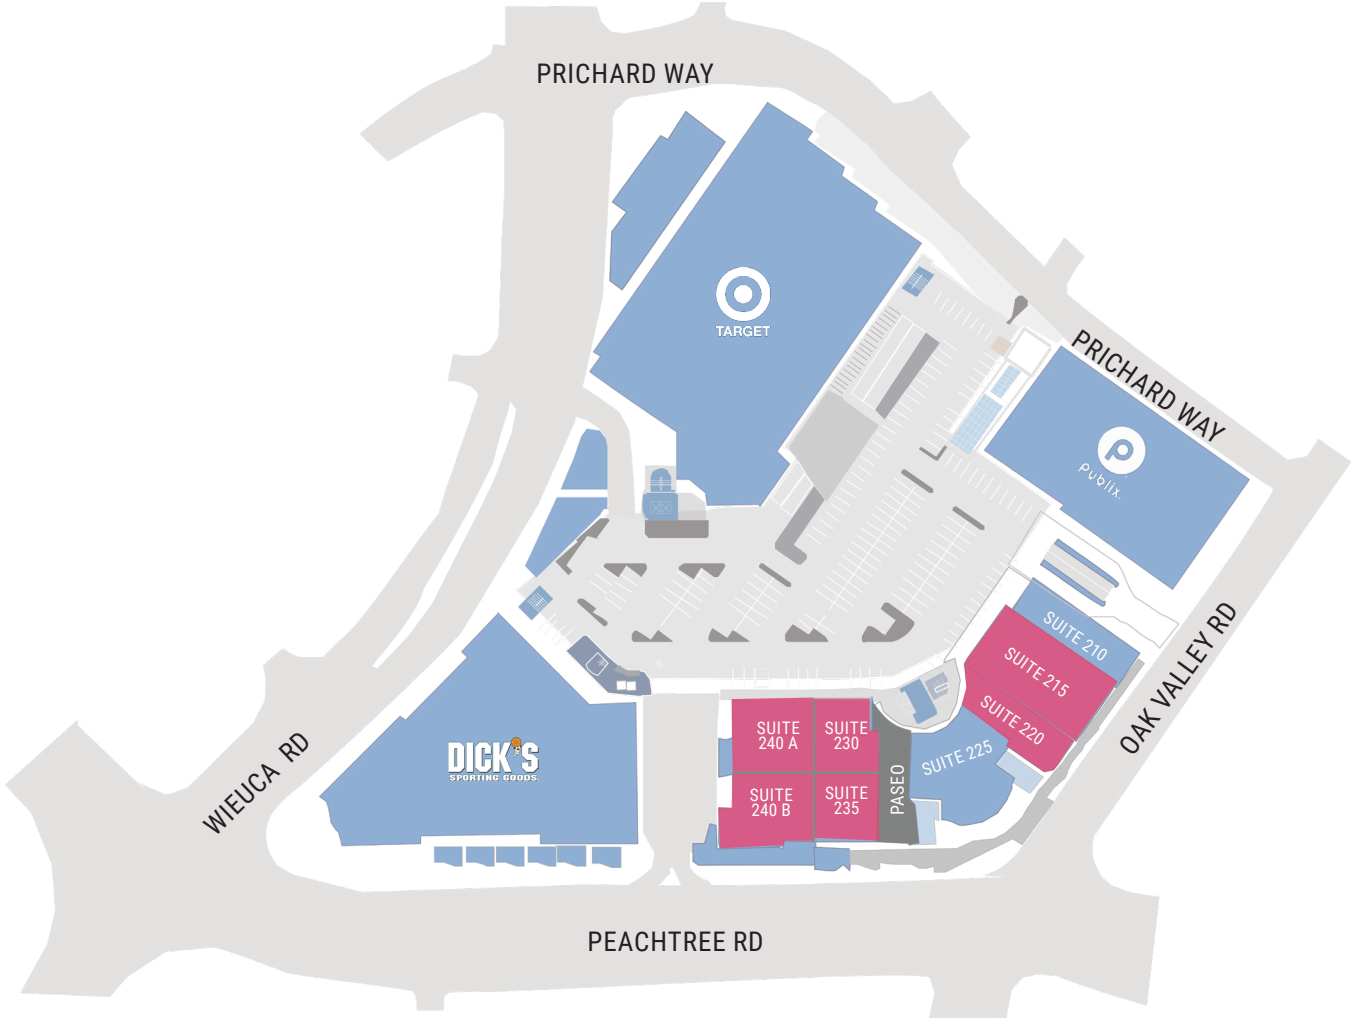 PRICHARD WAY
TARGET
PRICHARD WAY
Publix.
SUITE 210
SUITE 215
SUITE 220
SUITE 225
OAK VALLEY RD
SUITE
240 A
SUITE
230
SUITE
240 B
SUITE
235
PASEO
DICK'S
SPORTING GOODS.
WIEUCA RD
PEACHTREE RD